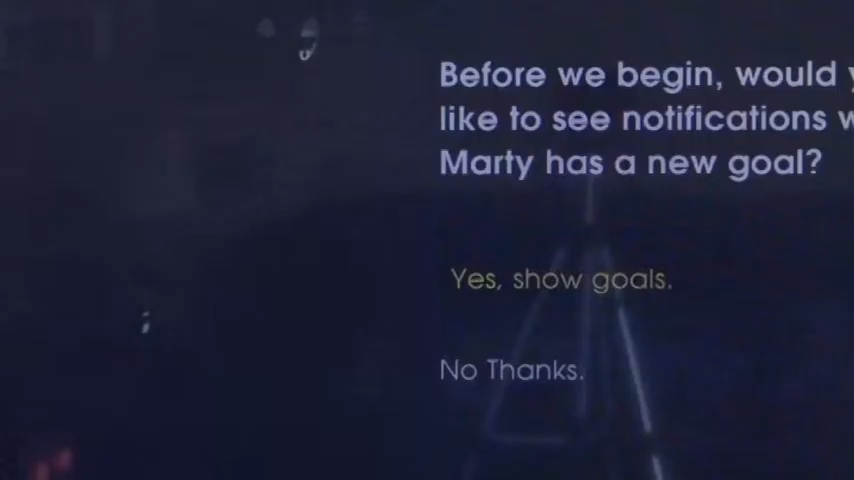 Before we begin, would
like to see notifications
Marty has a new goal?
Yes, show goals.
No Thanks.